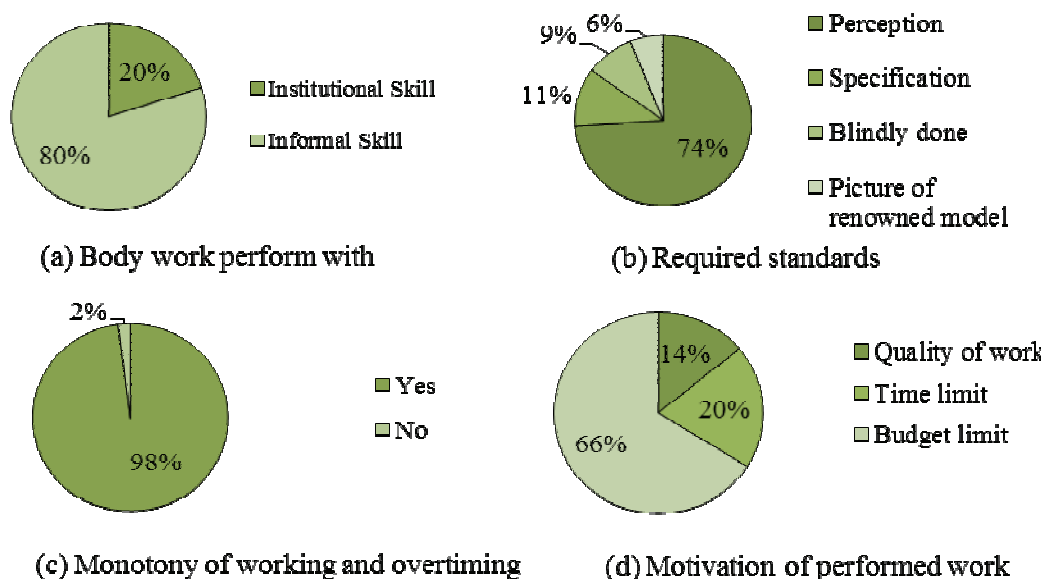 20%
80%
Institutional Skill
Informal Skill
(a) Body work perform with
6%
9%
11%
74%
Perception
Specification
Blindly done
Picture of
renowned model
(b) Required standards
2%
98%
Yes
No
(c) Monotony of working and overtiming
14%
20%
66%
Quality of work
Time limit
Budget limit
(d) Motivation of performed work